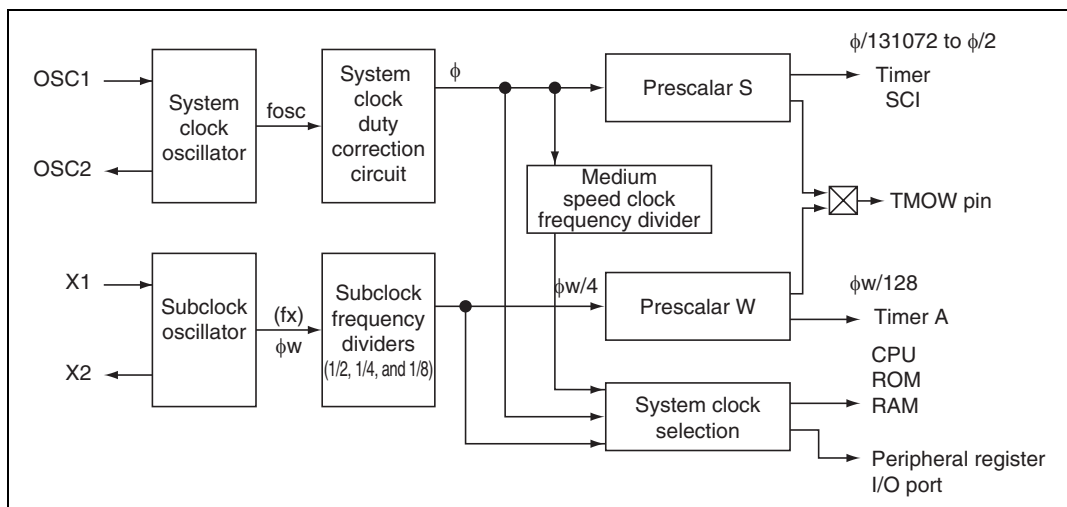 OSC1
OSC2
System
clock
oscillator
fosc
System
clock
duty
correction
circuit
ϕ
Prescalar S
ϕ/131072 to ϕ/2
Timer
SCI
Medium
speed clock
frequency divider
TMOW pin
X1
X2
Subclock
oscillator
(fx)
ϕw
Subclock
frequency
dividers
(1/2, 1/4, and 1/8)
ϕw/4
Prescalar W
ϕw/128
Timer A
System clock
selection
CPU
ROM
RAM
Peripheral register
I/O port